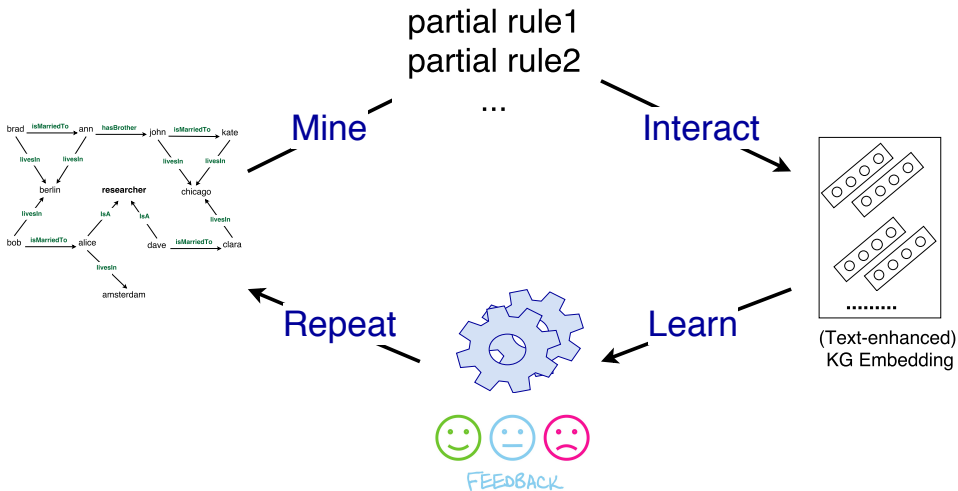 partial rule1
partial rule2
...
Mine
Interact
brad isMarriedTo ann hasBrother john isMarriedTo kate
livesIn livesIn livesIn livesIn
berlin researcher chicago
livesIn IsA IsA livesIn
bob isMarriedTo alice dave isMarriedTo clara
livesIn
amsterdam
Repeat
Learn
.........
(Text-enhanced)
KG Embedding
FEEDBACK